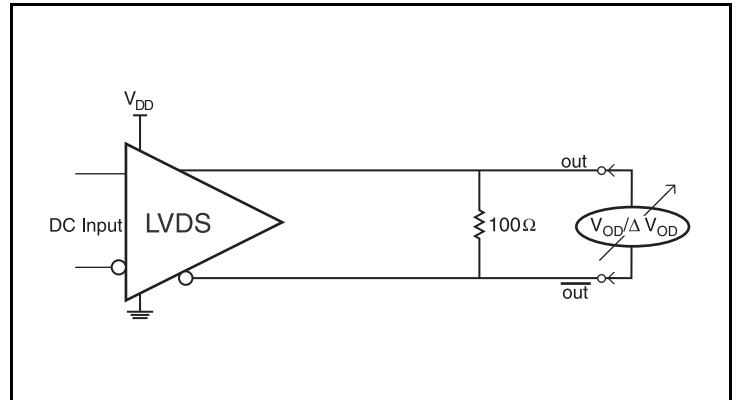 V_DD
out
DC Input
LVDS
100Ω
V_OD/Δ V_OD
out